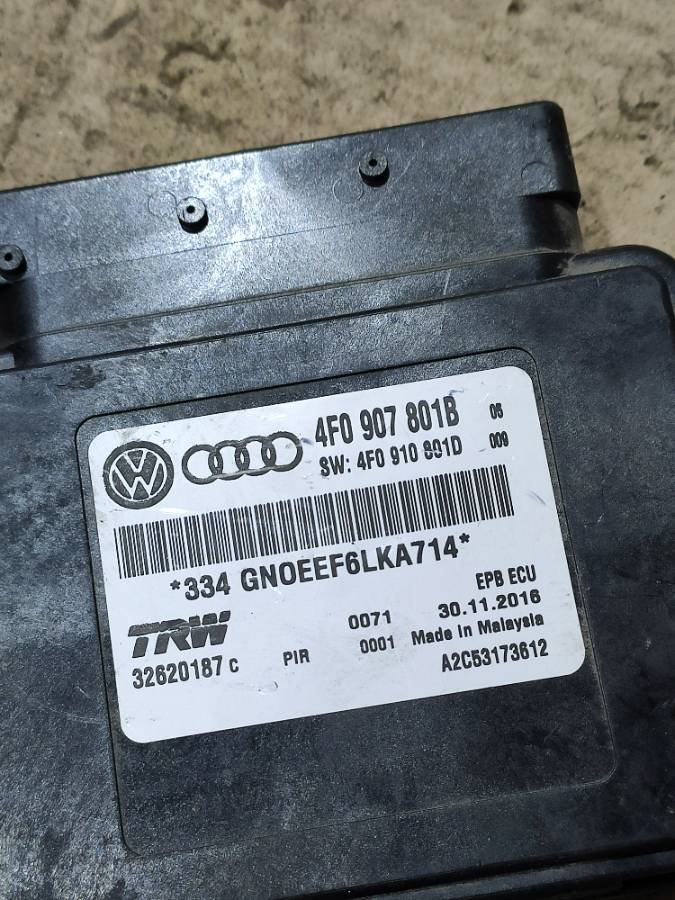 4F0 907 801B 05
SW: 4F0 910 801D 009
*334 GNOEEF6LKA714*
EPB ECU
TRW 0071 30.11.2016
32620187 C PIR 0001 Made in Malaysia
A2C53173612